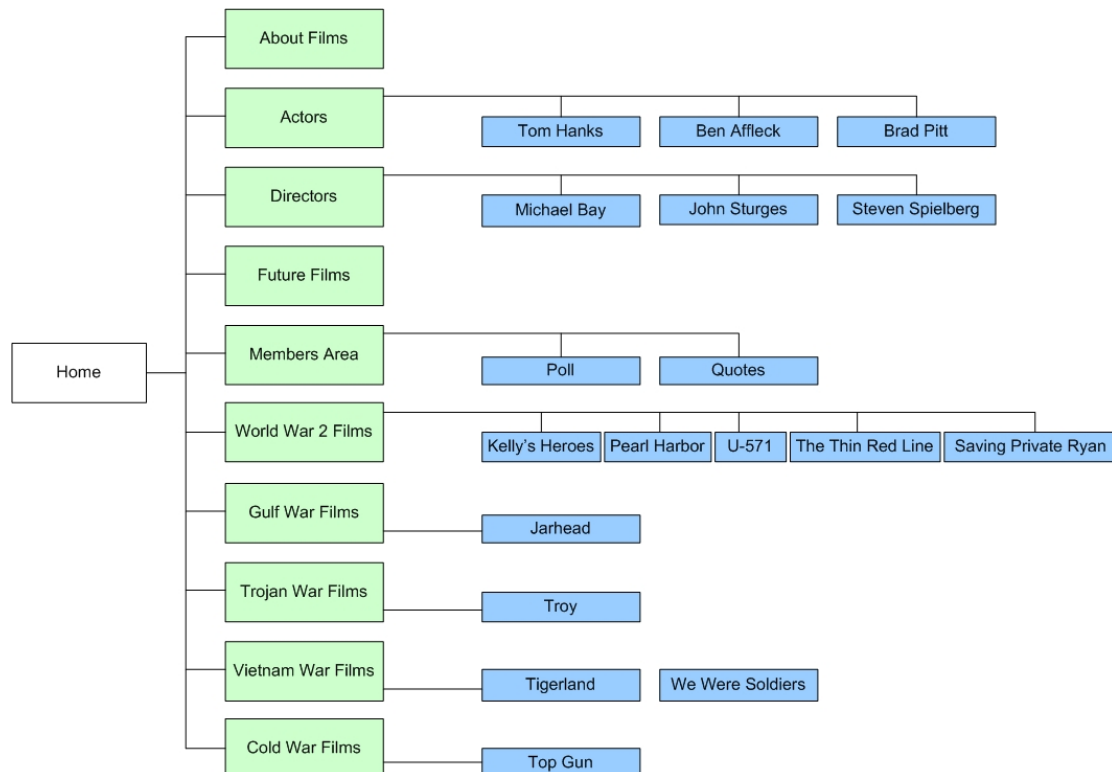 About Films
Actors
Tom Hanks
Ben Affleck
Brad Pitt
Directors
Michael Bay
John Sturges
Steven Spielberg
Future Films
Home
Members Area
Poll
Quotes
World War 2 Films
Kelly's Heroes
Pearl Harbor
U-571
The Thin Red Line
Saving Private Ryan
Gulf War Films
Jarhead
Trojan War Films
Troy
Vietnam War Films
Tigerland
We Were Soldiers
Cold War Films
Top Gun